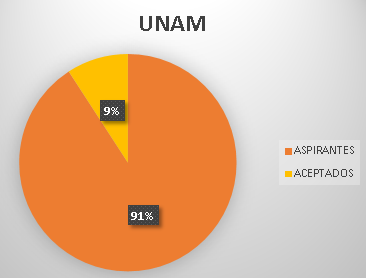 UNAM
9%
ASPIRANTES
ACEPTADOS
91%